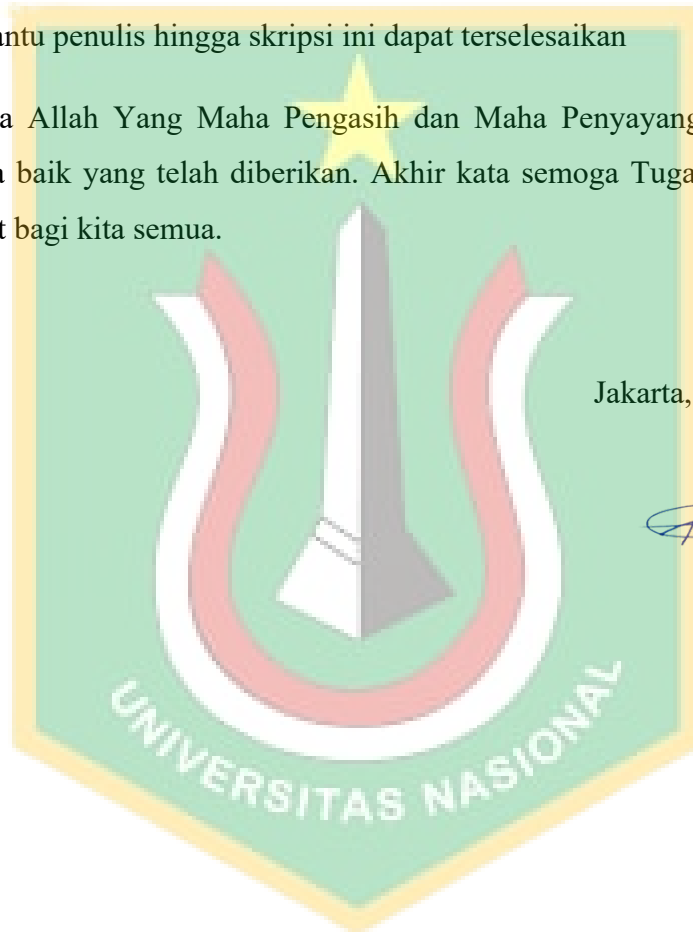 antu penulis hingga skripsi ini dapat terselesaikan
a Allah Yang Maha Pengasih dan Maha Penyayang
baik yang telah diberikan. Akhir kata semoga Tuga
t bagi kita semua.
Jakarta,
UNIVERSITAS NASIONAL